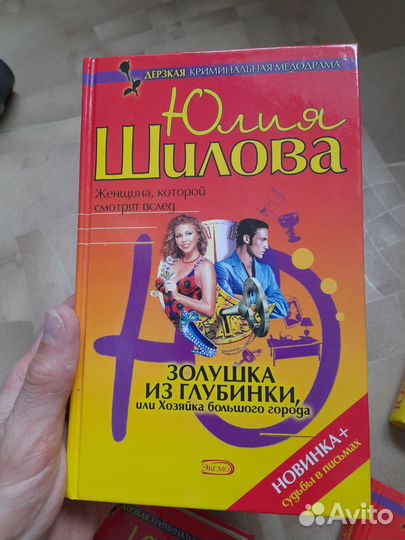 ДЕРЗКАЯ КРИМИНАЛЬНАЯ МЕЛОДРАМА
Юлия
Шилова
Женщина, которой
смотрят вслед
Ю
ЗОЛУШКА
ИЗ ГЛУБИНКИ,
или Хозяйка большого города
ЭКСМО
НОВИНКА+
судьбы в письмах
Avito